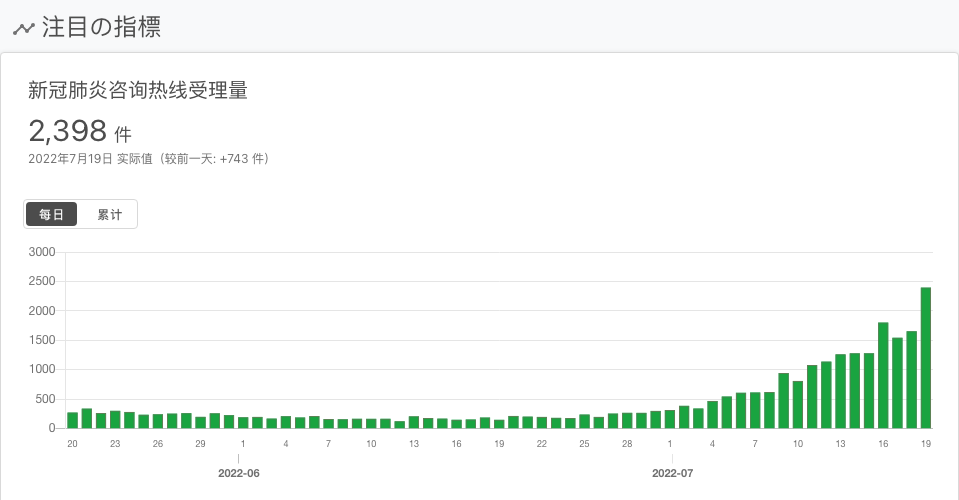 注目の指標
新冠肺炎咨询热线受理量
2,398 件
2022年7月19日 实际值（较前一天: +743 件）
每日 累计
3000
2500
2000
1500
1000
500
0
20 23 26 29 1 4 7 10 13 16 19 22 25 28 1 4 7 10 13 16 19
2022-06 2022-07